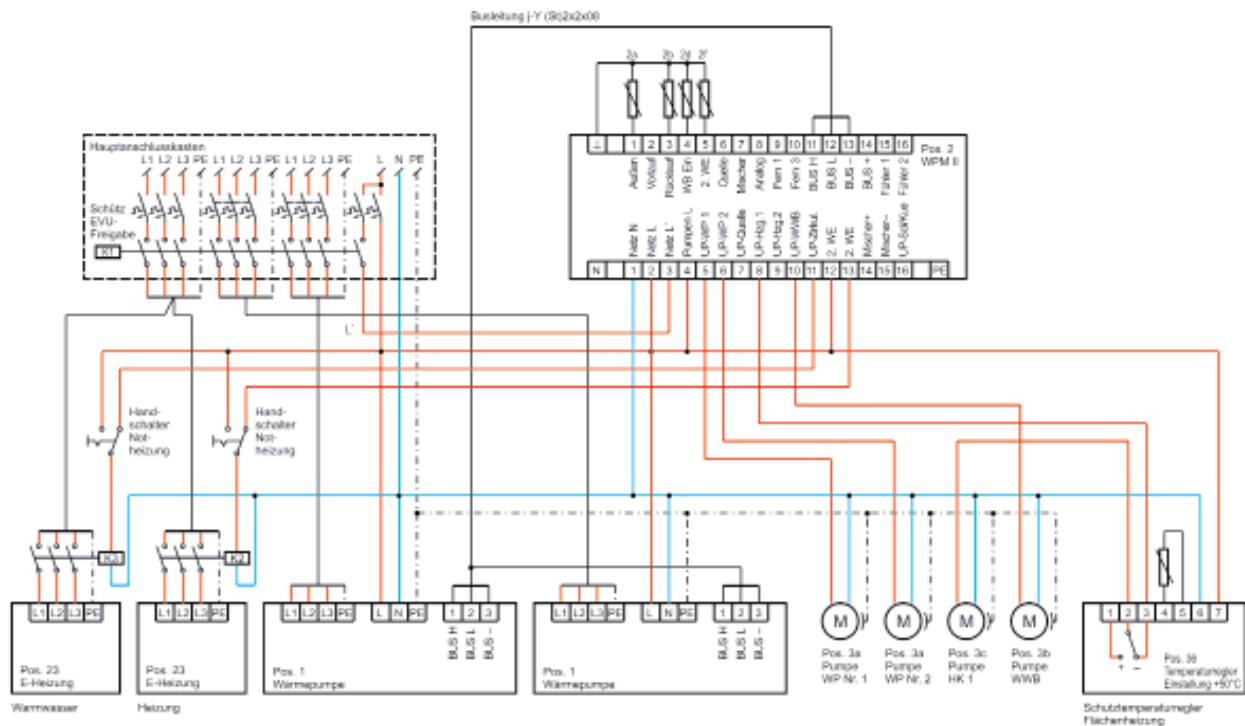 Busleitung j-Y (St)2x2x08
Hauptanschlusskasten
L1 L2 L3 PE L1 L2 L3 PE L1 L2 L3 PE L N PE
Schütz
EVU-
Freigabe
K1
⊥ 1 2 3 4 5 6 7 8 9 10 11 12 13 14 15 16
Pos. 2
WPM II
Außen
Vorlauf
Rücklauf
WB Ein
2. WE
Quelle
Mischer
Analog
Fern 1
Fern 3
BUS H
BUS L
BUS –
BUS +
Fühler 1
Fühler 2
Netz N
Netz L
Netz L'
Pumpen L
UP-WP 1
UP-WP 2
UP-Quelle
UP-Hzg.1
UP-Hzg.2
UP-WWB
UP-Zirkul.
2. WE
2. WE
Mischer+
Mischer–
UP-Sol/Kue
N 1 2 3 4 5 6 7 8 9 10 11 12 13 14 15 16 PE
L'
Hand-
schalter
Not-
heizung
Hand-
schalter
Not-
heizung
K3
K2
L1 L2 L3 PE
Pos. 23
E-Heizung
Warmwasser
L1 L2 L3 PE
Pos. 23
E-Heizung
Heizung
L1 L2 L3 PE L N PE 1 2 3
BUS H
BUS L
BUS –
Pos. 1
Wärmepumpe
L1 L2 L3 PE L N PE 1 2 3
BUS H
BUS L
BUS –
Pos. 1
Wärmepumpe
M
Pos. 3a
Pumpe
WP Nr. 1
M
Pos. 3a
Pumpe
WP Nr. 2
M
Pos. 3c
Pumpe
HK 1
M
Pos. 3b
Pumpe
WWB
1 2 3 4 5 6 7
+ –
Pos. 36
Temperaturregler
Einstellung +50°C
Schutztemperaturregler
Flächenheizung